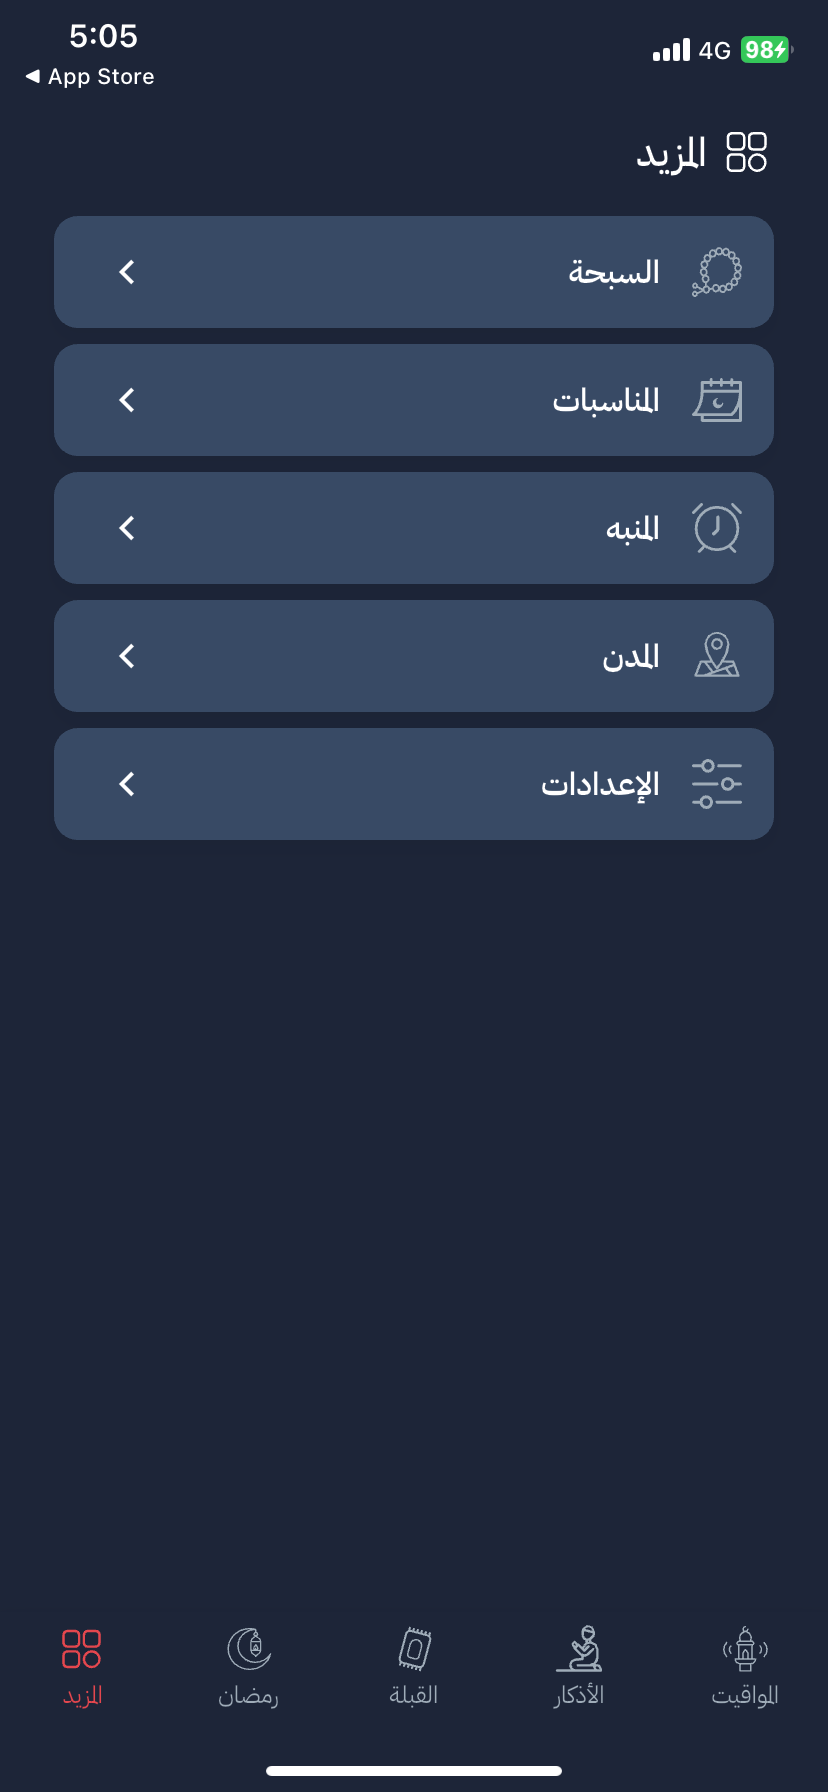 5:05
4G 98
◀ App Store
المزيد
السبحة
المناسبات
المنبه
المدن
الإعدادات
المواقيت
الأذكار
القبلة
رمضان
المزيد